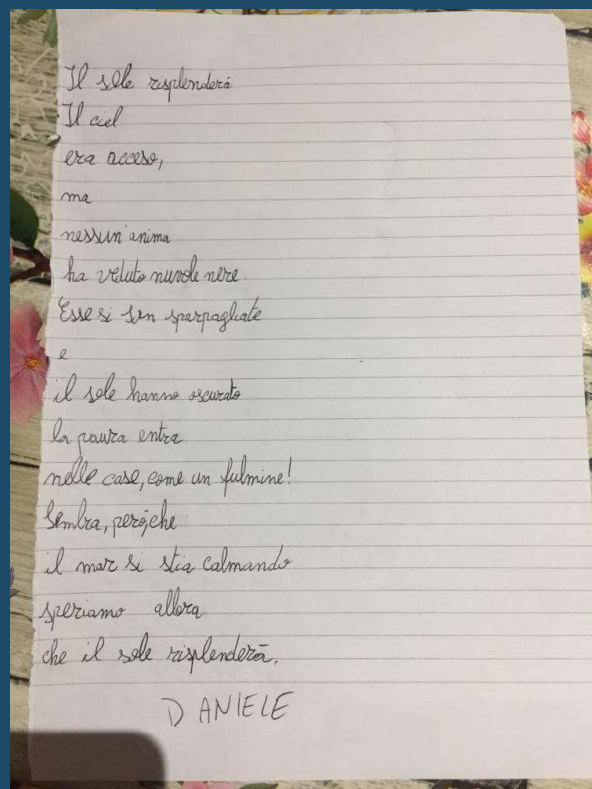 Il sole risplenderà
Il ciel
era acceso,
ma
nessun'anima
ha veduto nuvole nere.
Esse si son sparpagliate
e
il sole hanno oscurato
la paura entra
nelle case, come un fulmine!
Sembra, però, che
il mar si stia calmando
speriamo allora
che il sole risplenderà.
DANIELE